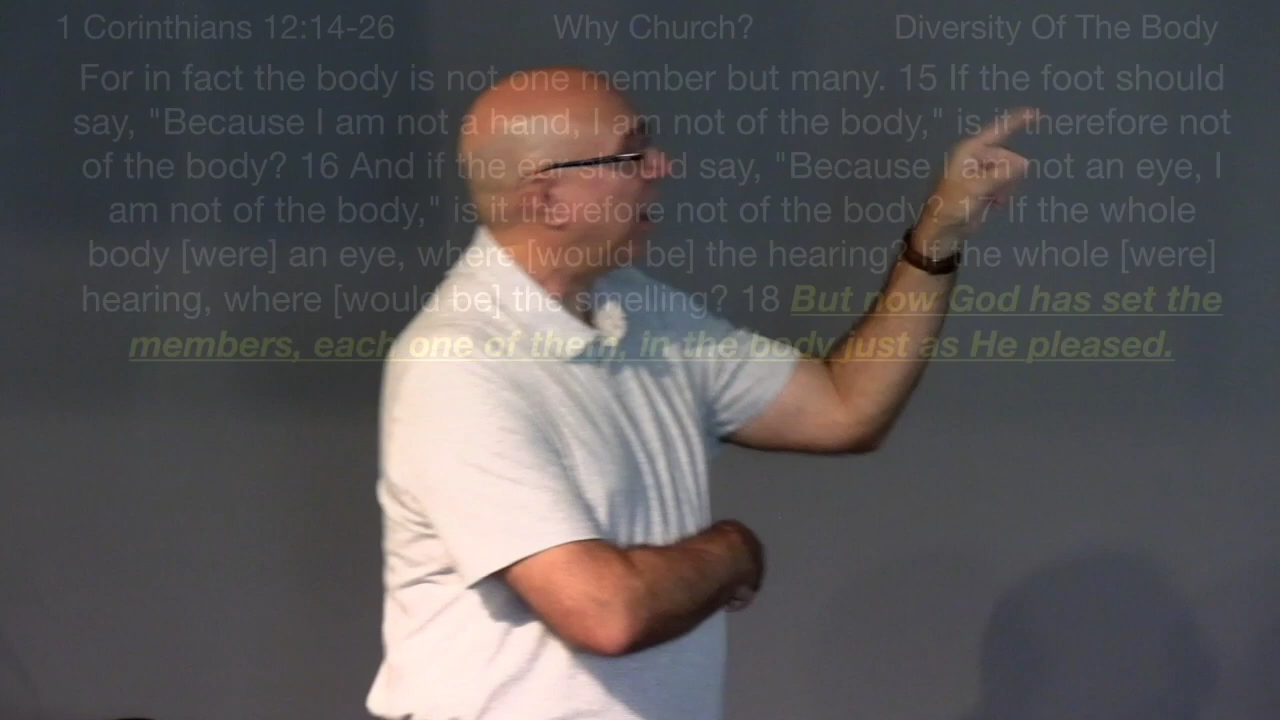 1 Corinthians 12:14-26 Why Church? Diversity Of The Body
For in fact the body is not one member but many. 15 If the foot should
say, "Because I am not a hand, I am not of the body," is it therefore not
of the body? 16 And if the ear should say, "Because I am not an eye, I
am not of the body," is it therefore not of the body? 17 If the whole
body [were] an eye, where [would be] the hearing? If the whole [were]
hearing, where [would be] the smelling? 18 But now God has set the
members, each one of them, in the body just as He pleased.